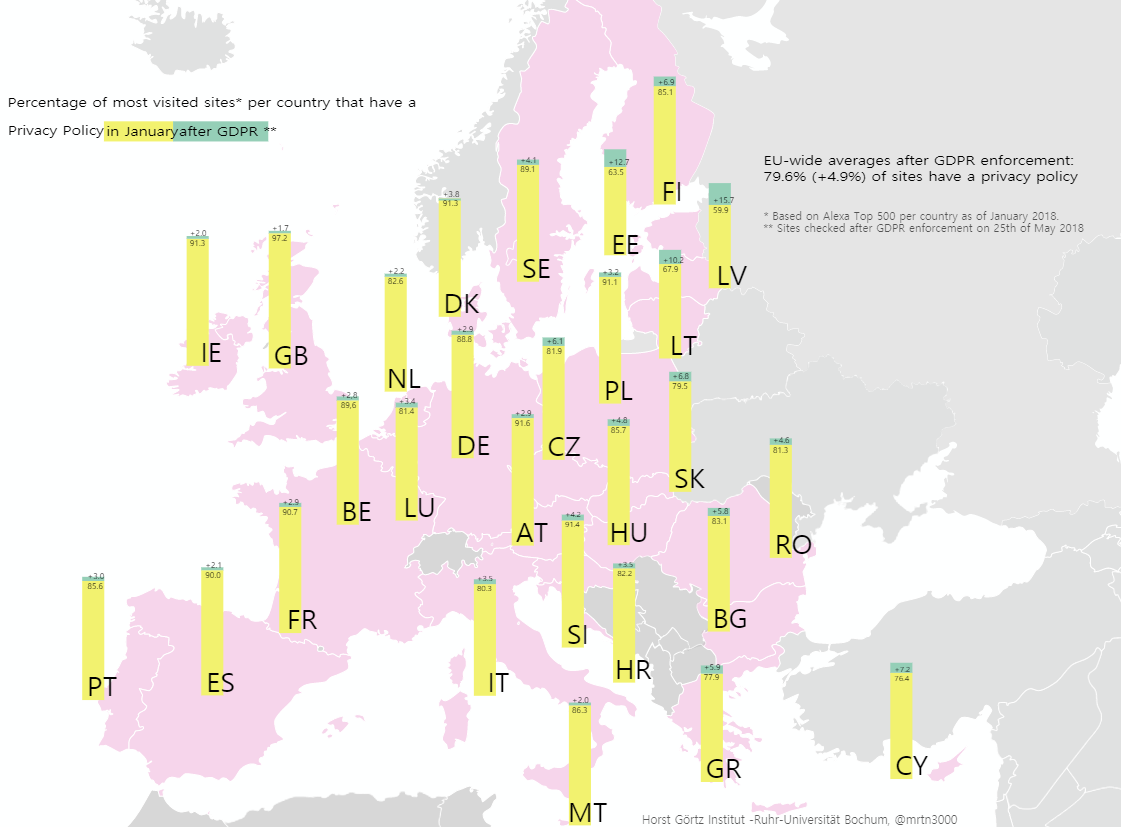 Percentage of most visited sites* per country that have a
Privacy Policy in January after GDPR **
EU-wide averages after GDPR enforcement:
79.6% (+4.9%) of sites have a privacy policy
* Based on Alexa Top 500 per country as of January 2018.
** Sites checked after GDPR enforcement on 25th of May 2018
+6.9
85.1
FI
+4.1
89.1
SE
+12.7
63.5
EE
+15.7
59.9
LV
+3.8
91.3
DK
+2.0
91.3
IE
+1.7
97.2
GB
+2.2
82.6
NL
+3.2
91.1
PL
+10.2
67.9
LT
+2.9
88.8
DE
+6.1
81.9
CZ
+6.8
79.5
SK
+2.8
89,6
BE
+3.4
81.4
LU
+2.9
91.6
AT
+4.8
85.7
HU
+4.6
81.3
RO
+2.9
90.7
FR
+4.2
91.4
SI
+5.8
83.1
BG
+3.0
85.6
PT
+2.1
90.0
ES
+3.5
80.3
IT
+3.5
82.2
HR
+5.9
77.9
GR
+7.2
76.4
CY
+2.0
86.3
MT
Horst Görtz Institut -Ruhr-Universität Bochum, @mrtn3000